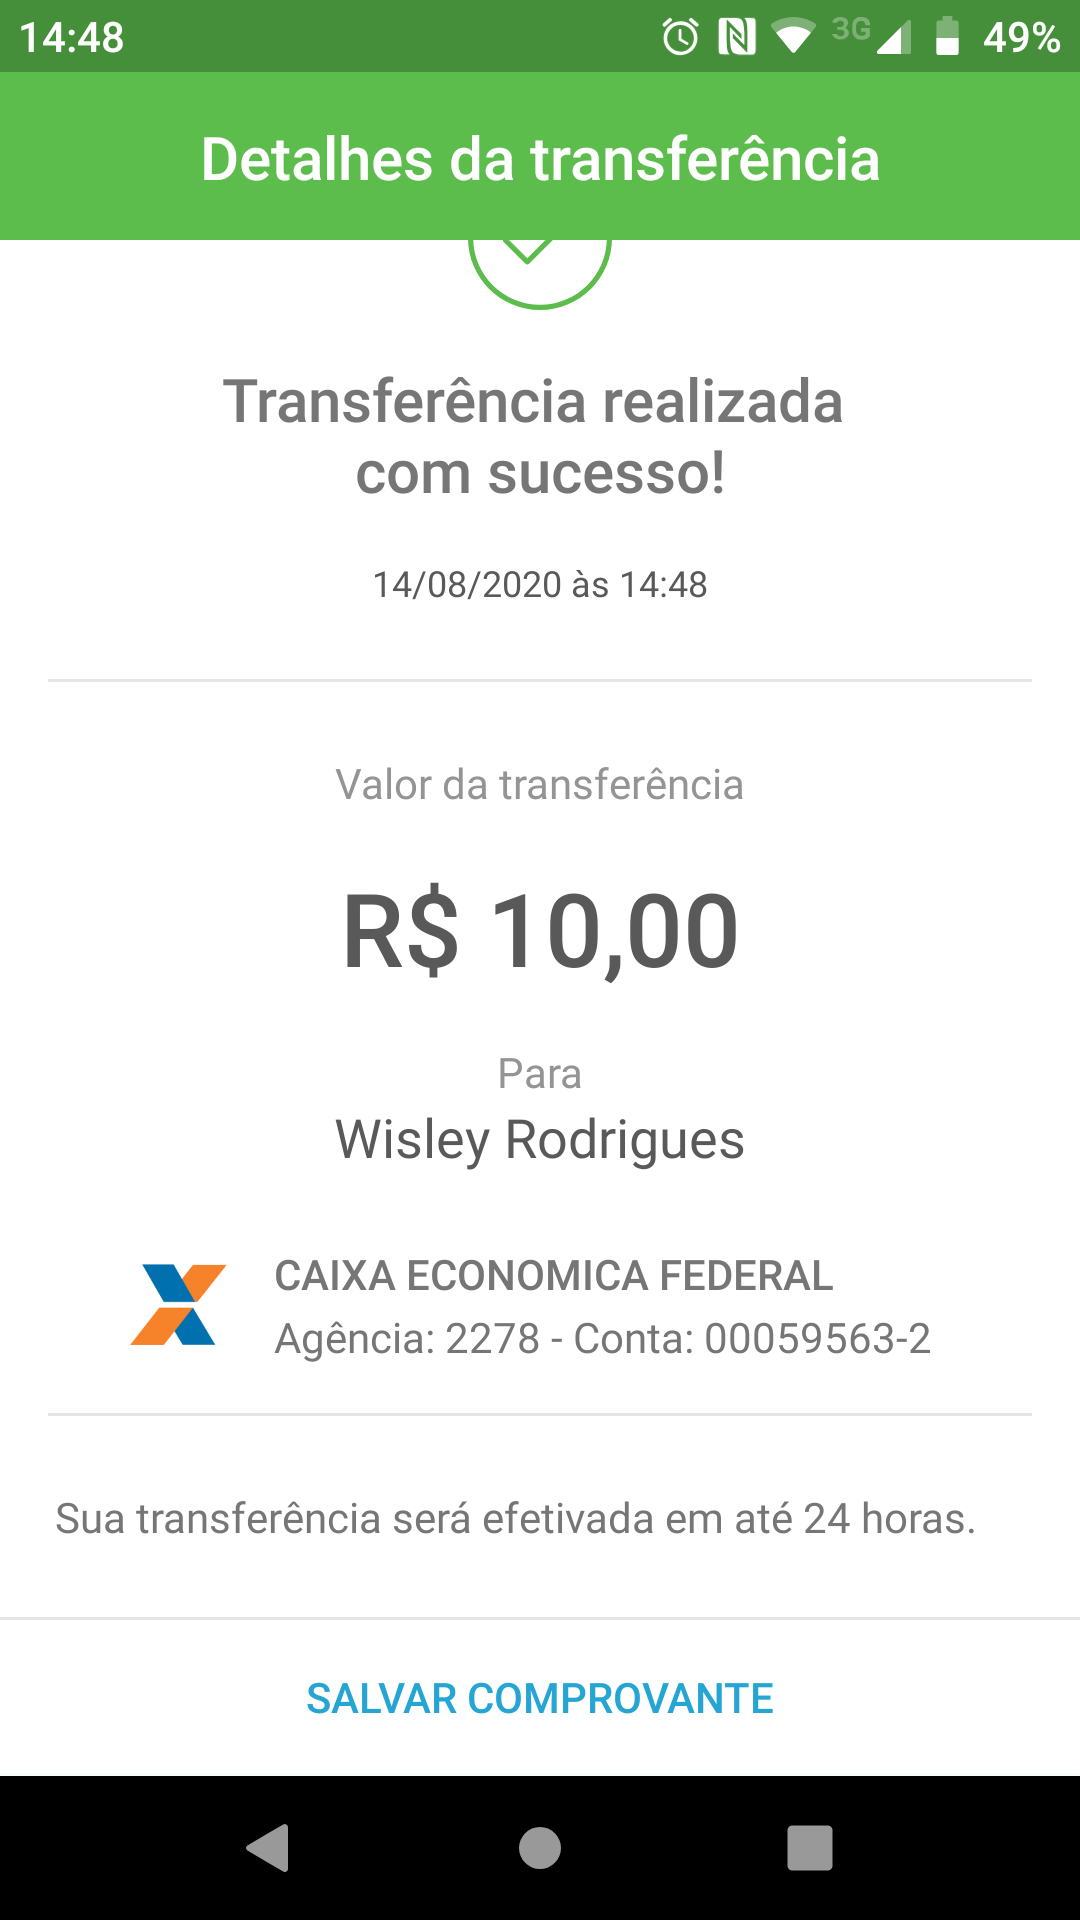 14:48
3G
49%
Detalhes da transferência
Transferência realizada
com sucesso!
14/08/2020 às 14:48
Valor da transferência
R$ 10,00
Para
Wisley Rodrigues
CAIXA ECONOMICA FEDERAL
Agência: 2278 - Conta: 00059563-2
Sua transferência será efetivada em até 24 horas.
SALVAR COMPROVANTE